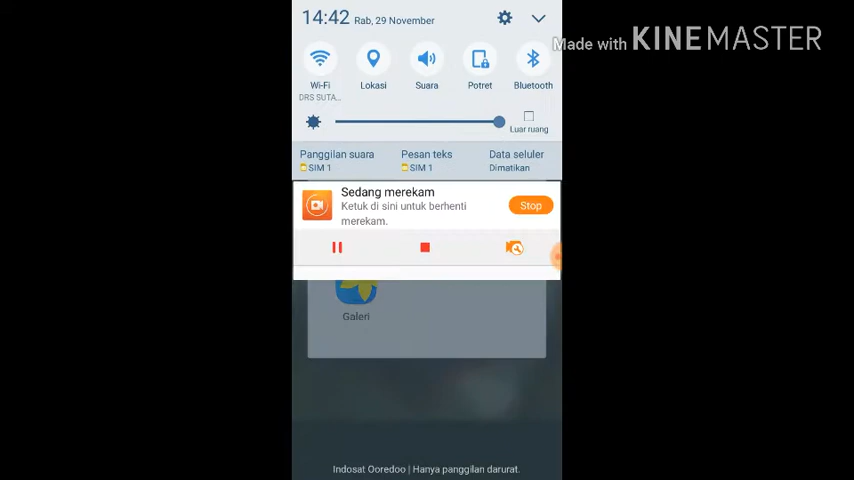 14:42 Rab, 29 November
Made with KINEMASTER
Wi-Fi Lokasi Suara Potret Bluetooth
DRS SUTA...
Luar ruang
Panggilan suara Pesan teks Data seluler
SIM 1 SIM 1 Dimatikan
Sedang merekam
Ketuk di sini untuk berhenti
merekam.
Stop
Galeri
Indosat Ooredoo | Hanya panggilan darurat.